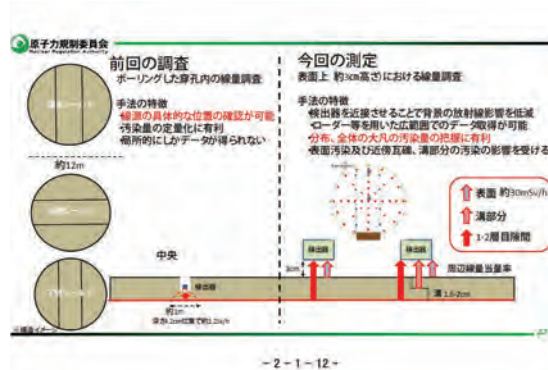 原子力規制委員会
Nuclear Regulation Authority
前回の調査
ボーリングした穿孔内の線量調査
手法の特徴
・線源の具体的な位置の確認が可能
・汚染量の定量化に有利
・局所的にしかデータが得られない
今回の測定
表面上 約3cm高さ)における線量調査
手法の特徴
・検出器を近接させることで背景の放射線影響を低減
・ローダー等を用いた広範囲でのデータ取得が可能
・分布、全体の大凡の汚染量の把握に有利
・表面汚染及び近傍瓦礫、溝部分の汚染の影響を受ける
約12m
表面 約30mSv/h
溝部分
1-2層目隙間
中央
検出器
検出器
検出器
3cm
周辺線量当量率
溝 1.6-2cm
約1m
- 2 - 1 - 12 -